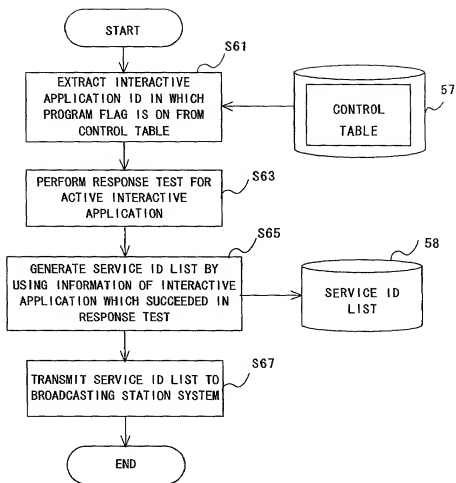 START
S61
EXTRACT INTERACTIVE
APPLICATION ID IN WHICH
PROGRAM FLAG IS ON FROM
CONTROL TABLE
CONTROL
TABLE
57
S63
PERFORM RESPONSE TEST FOR
ACTIVE INTERACTIVE
APPLICATION
S65
GENERATE SERVICE ID LIST BY
USING INFORMATION OF INTERACTIVE
APPLICATION WHICH SUCCEEDED IN
RESPONSE TEST
58
SERVICE ID
LIST
S67
TRANSMIT SERVICE ID LIST TO
BROADCASTING STATION SYSTEM
END